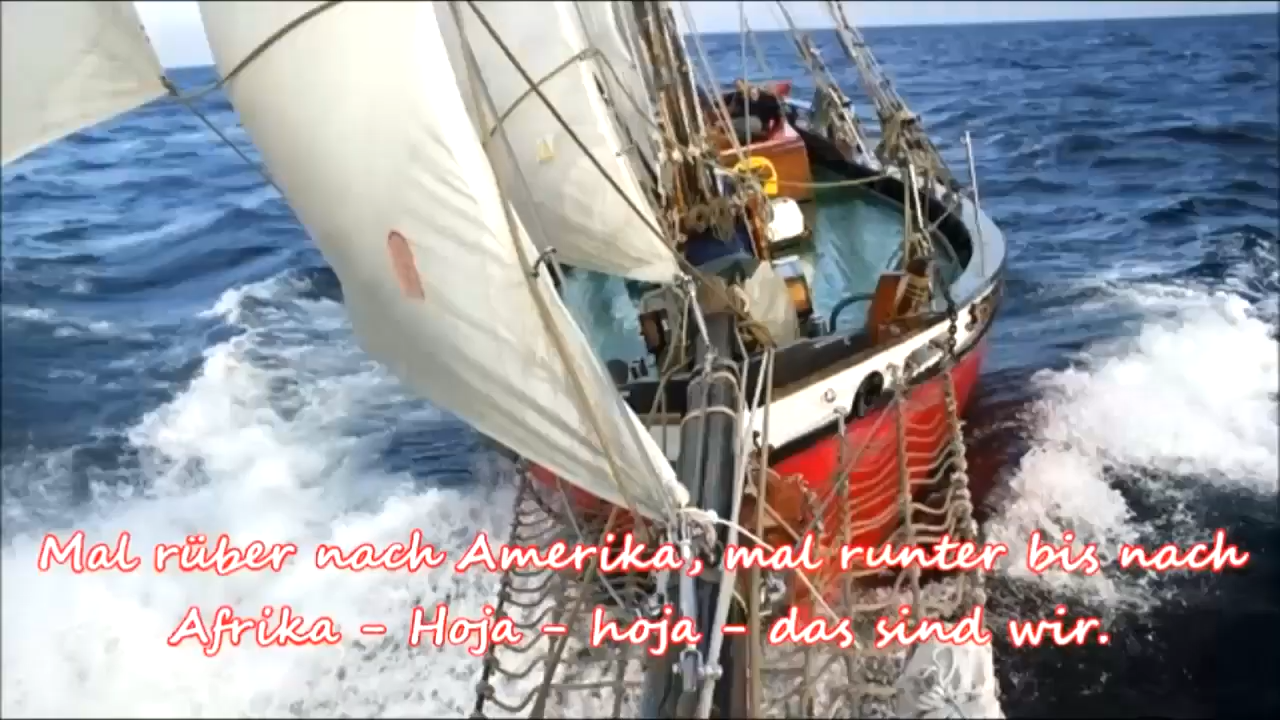 Mal rüber nach Amerika, mal runter bis nach
Afrika - Hoja - hoja - das sind wir.